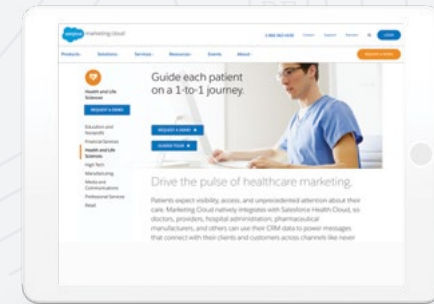 salesforce marketing cloud
Products Solutions Services Resources Events About
LOGIN
Health and Life
Sciences
REQUEST A DEMO
Education and
Nonprofit
Financial Services
Health and Life
Sciences
High Tech
Manufacturing
Media and
Communications
Professional Services
Retail
Guide each patient
on a 1-to-1 journey.
REQUEST A DEMO
GUIDED TOUR
Drive the pulse of healthcare marketing.
Patients expect visibility, access, and unprecedented attention about their
care. Marketing Cloud natively integrates with Salesforce Health Cloud, so
doctors, providers, hospital administration, pharmaceutical
manufacturers, and others can use their CRM data to power messages
that connect with their clients and customers across channels like never